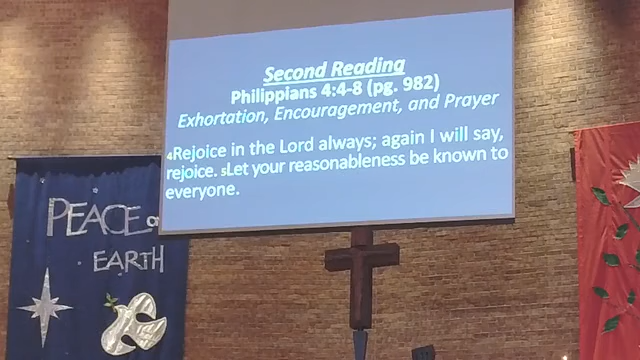 Second Reading
Philippians 4:4-8 (pg. 982)
Exhortation, Encouragement, and Prayer
4Rejoice in the Lord always; again I will say,
rejoice. 5Let your reasonableness be known to
everyone.
PEACE
EARTH